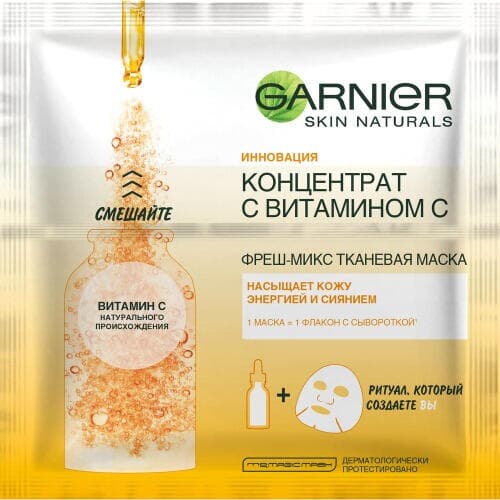 GARNIER
SKIN NATURALS
ИННОВАЦИЯ
КОНЦЕНТРАТ
С ВИТАМИНОМ С
СМЕШАЙТЕ
ФРЕШ-МИКС ТКАНЕВАЯ МАСКА
НАСЫЩАЕТ КОЖУ
ЭНЕРГИЕЙ И СИЯНИЕМ
1 МАСКА = 1 ФЛАКОН С СЫВОРОТКОЙ¹
ВИТАМИН С
НАТУРАЛЬНОГО
ПРОИСХОЖДЕНИЯ
+
РИТУАЛ, КОТОРЫЙ
СОЗДАЕТЕ ВЫ
ДЕРМАТОЛОГИЧЕСКИ
ПРОТЕСТИРОВАНО